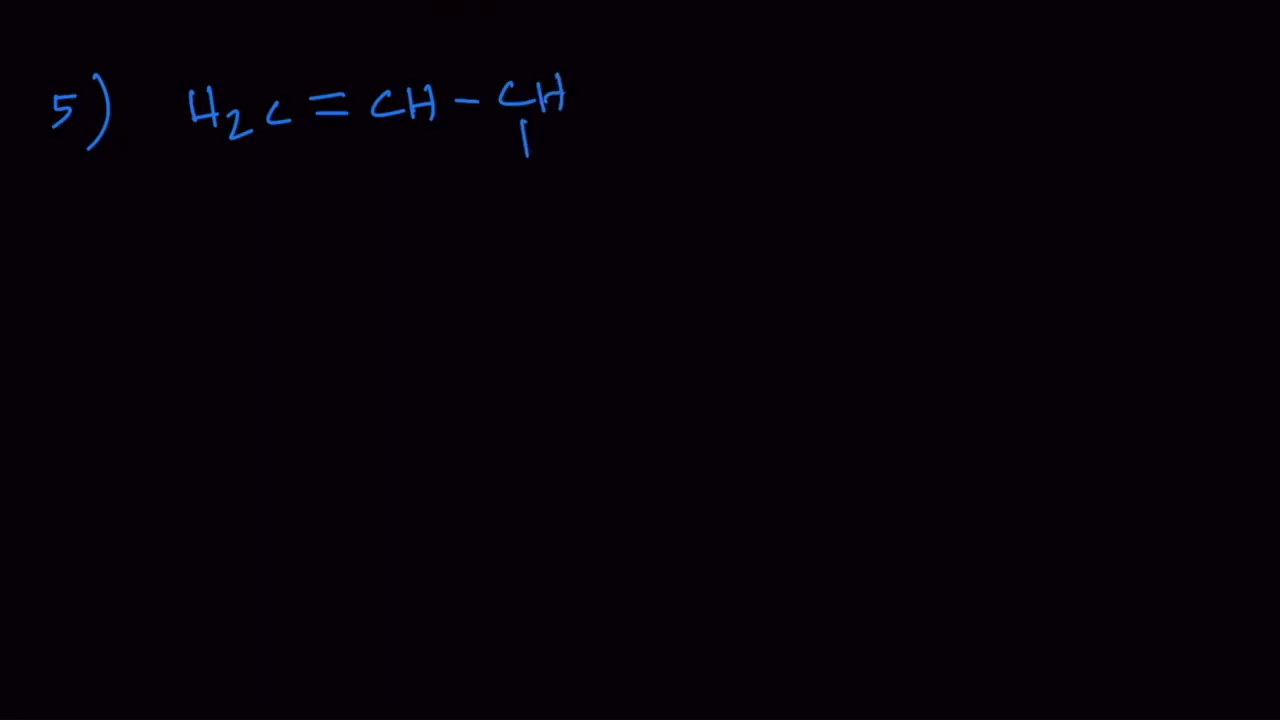 5) H2C = CH - CH
|